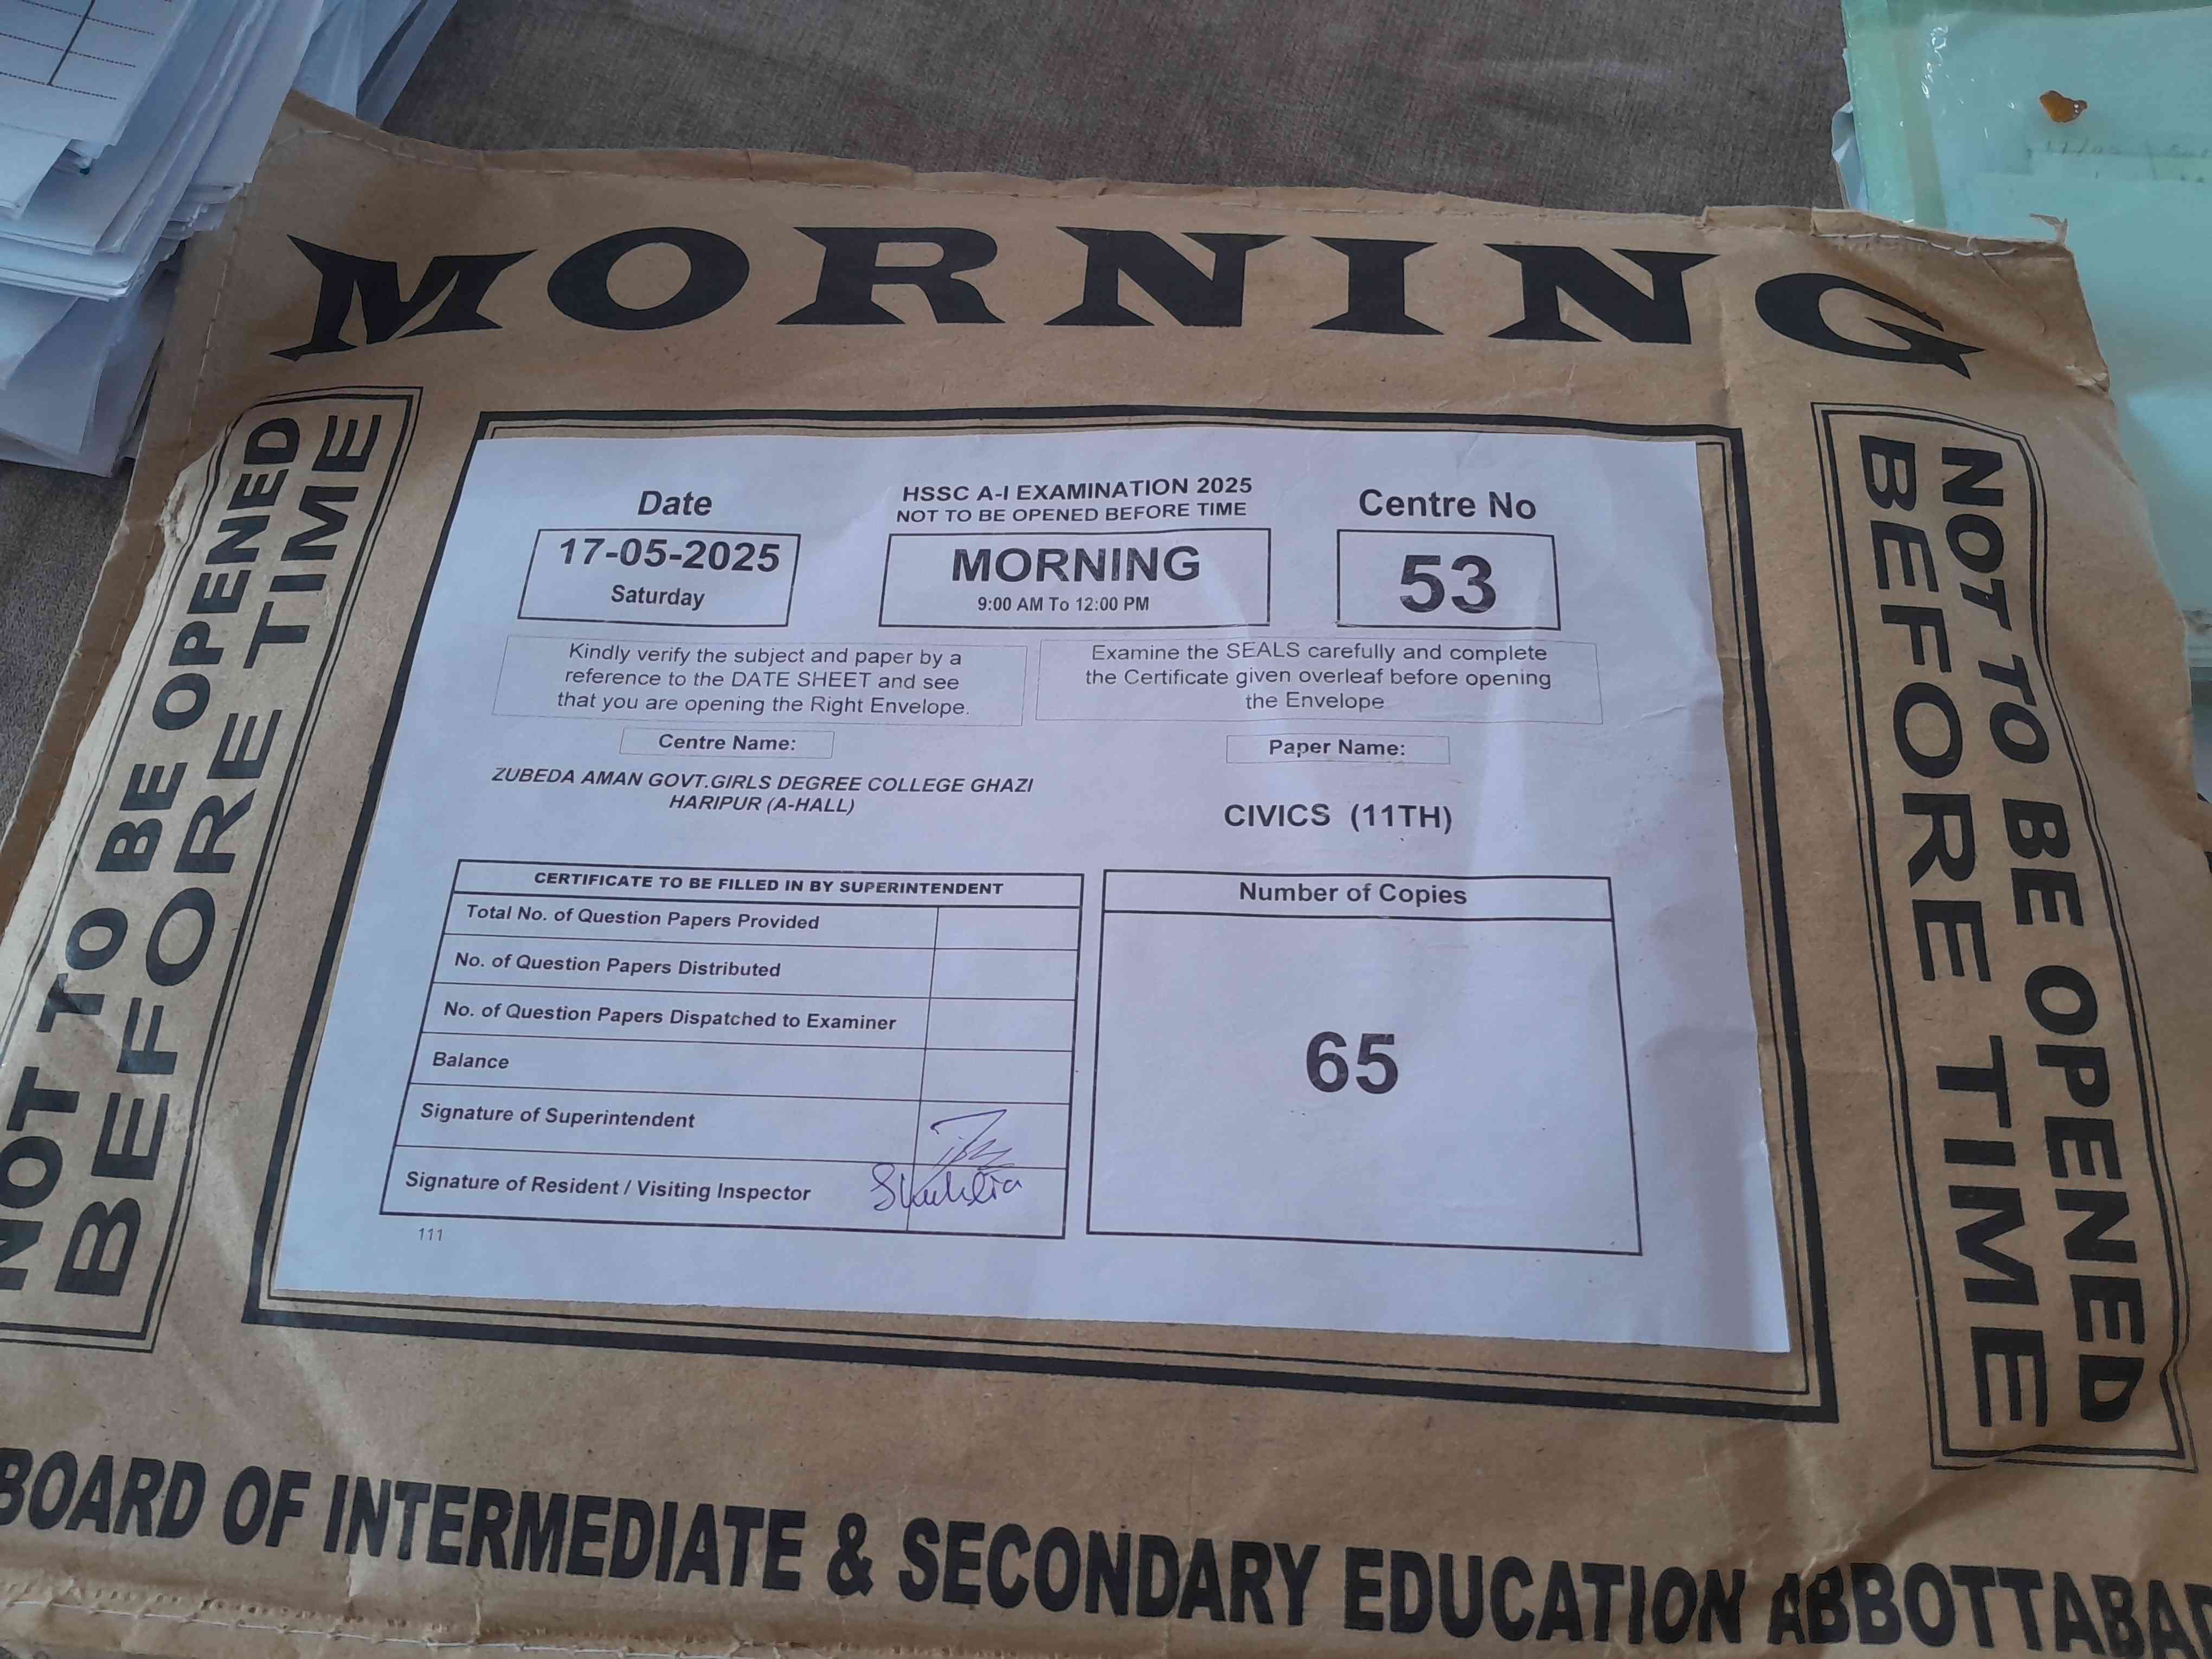 MORNING
NOT TO BE OPENED
BEFORE TIME
Date
17-05-2025
Saturday
HSSC A-I EXAMINATION 2025
NOT TO BE OPENED BEFORE TIME
MORNING
9:00 AM To 12:00 PM
Centre No
53
Kindly verify the subject and paper by a
reference to the DATE SHEET and see
that you are opening the Right Envelope.
Examine the SEALS carefully and complete
the Certificate given overleaf before opening
the Envelope
Centre Name:
ZUBEDA AMAN GOVT.GIRLS DEGREE COLLEGE GHAZI
HARIPUR (A-HALL)
Paper Name:
CIVICS (11TH)
CERTIFICATE TO BE FILLED IN BY SUPERINTENDENT
Total No. of Question Papers Provided
No. of Question Papers Distributed
No. of Question Papers Dispatched to Examiner
Balance
Signature of Superintendent
Signature of Resident / Visiting Inspector
111
Number of Copies
65
NOT TO BE OPENED
BEFORE TIME
BOARD OF INTERMEDIATE & SECONDARY EDUCATION ABBOTTABAD